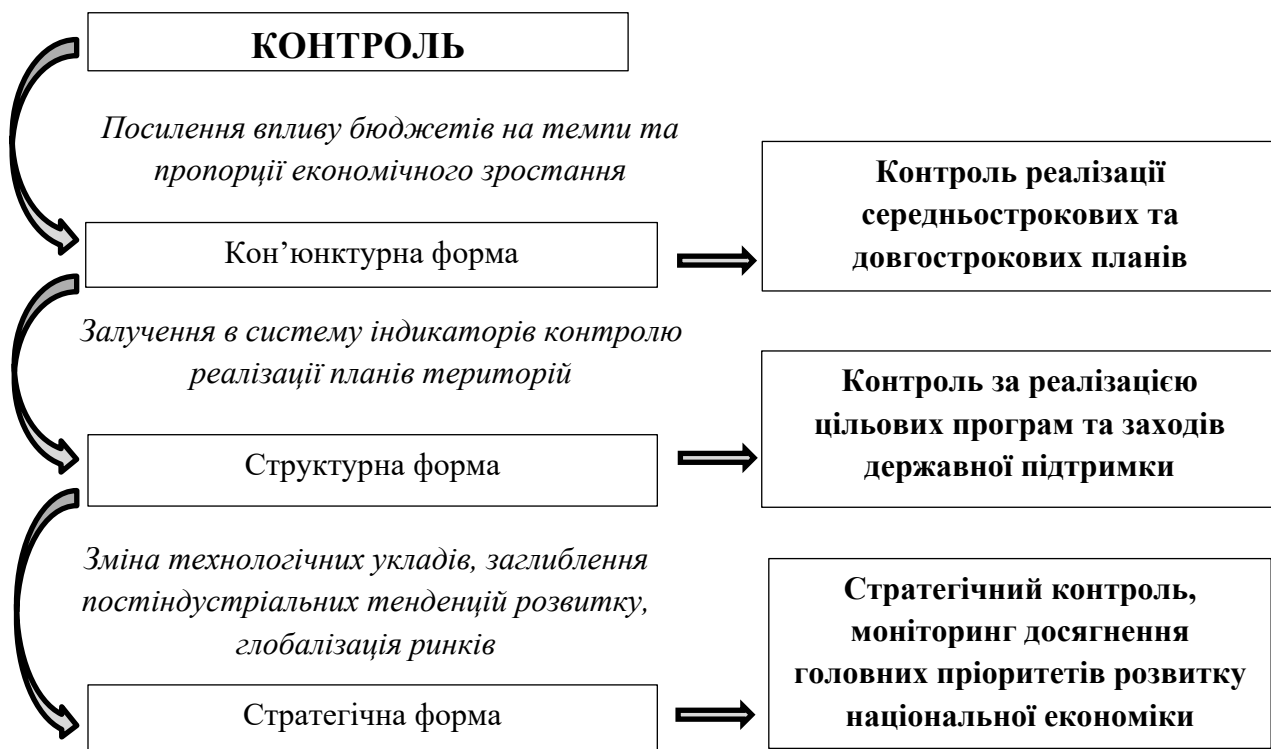 КОНТРОЛЬ
Посилення впливу бюджетів на темпи та
пропорції економічного зростання
Кон’юнктурна форма
Контроль реалізації
середньострокових та
довгострокових планів
Залучення в систему індикаторів контролю
реалізації планів територій
Структурна форма
Контроль за реалізацією
цільових програм та заходів
державної підтримки
Зміна технологічних укладів, заглиблення
постіндустріальних тенденцій розвитку,
глобалізація ринків
Стратегічна форма
Стратегічний контроль,
моніторинг досягнення
головних пріоритетів розвитку
національної економіки